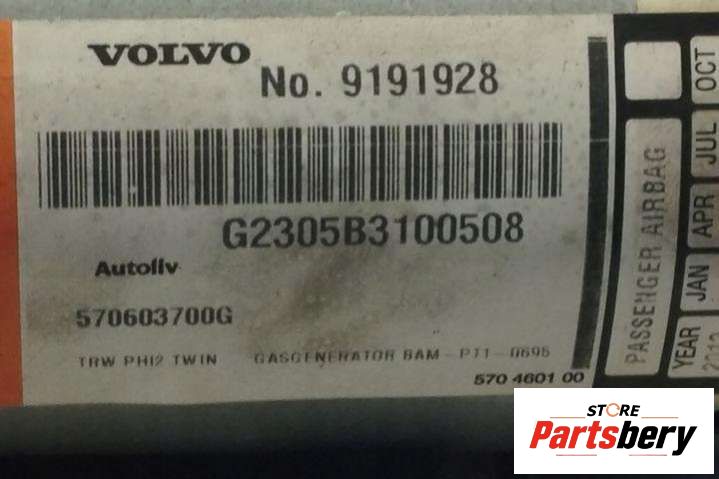 VOLVO
No. 9191928
G2305B3100508
Autoliv
570603700G
TRW PHI2 TWIN GASGENERATOR BAM - PT1 - 0695
570 4601 00
PASSENGER AIRBAG
YEAR JAN APR JUL OCT
STORE
Partsbery